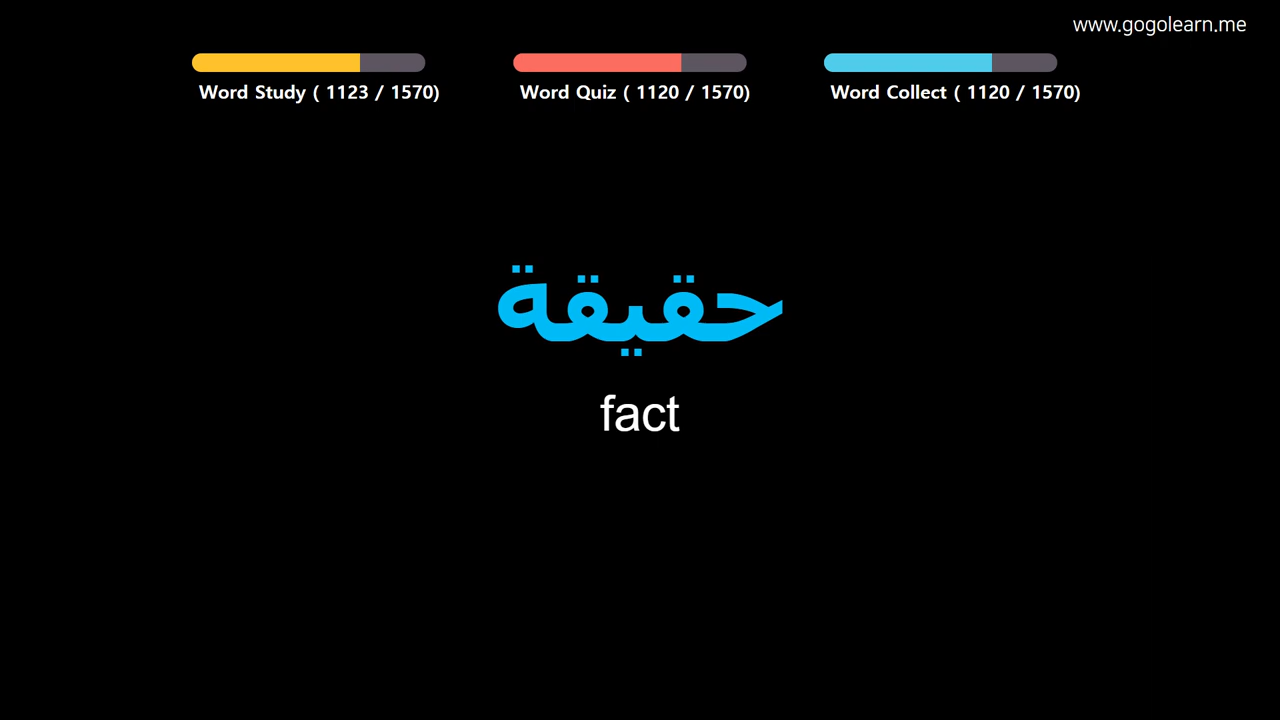 www.gogolearn.me
Word Study ( 1123 / 1570)
Word Quiz ( 1120 / 1570)
Word Collect ( 1120 / 1570)
حقيقة
fact